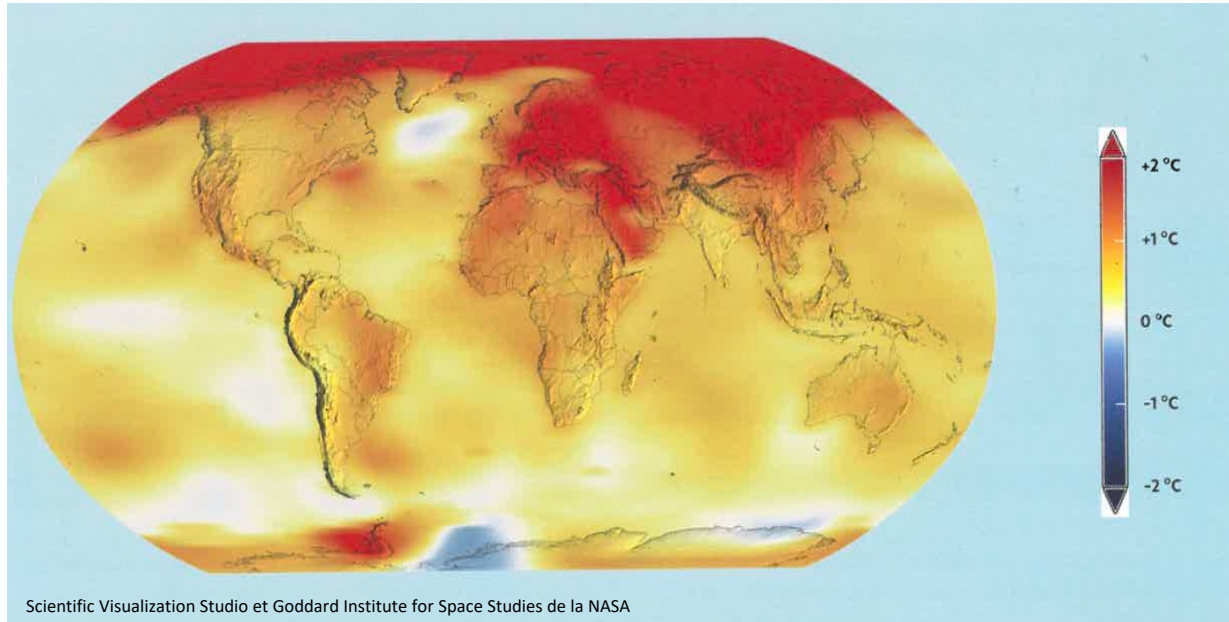 +2 °C
+1 °C
0 °C
-1 °C
-2 °C
Scientific Visualization Studio et Goddard Institute for Space Studies de la NASA